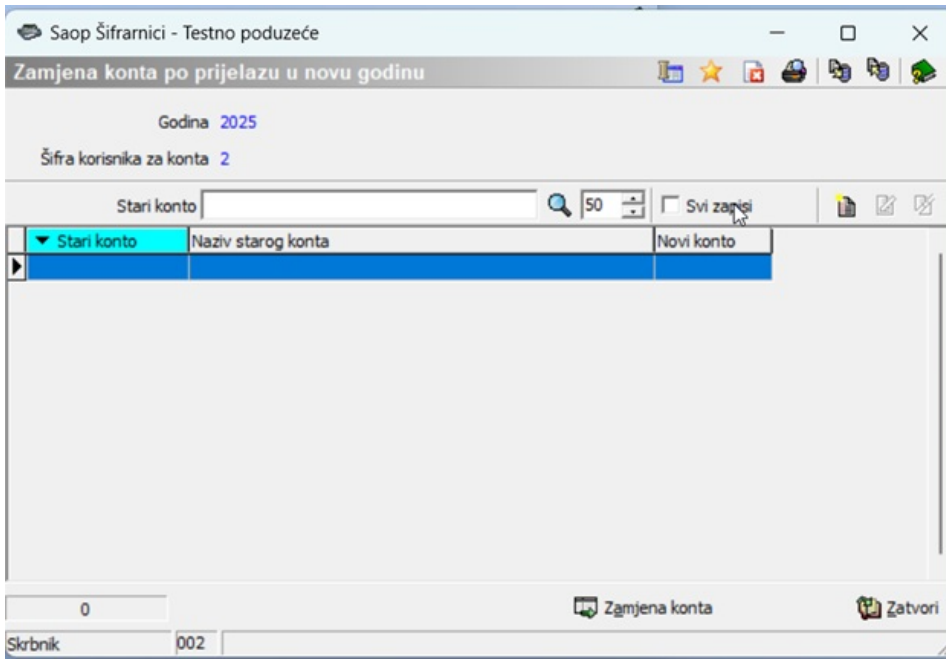 Saop Šifrarnici - Testno poduzeće
Zamjena konta po prijelazu u novu godinu
Godina 2025
Šifra korisnika za konta 2
Stari konto 50 Svi zapisi
Stari konto Naziv starog konta Novi konto
0 Zamjena konta Zatvori
Skrbnik 002